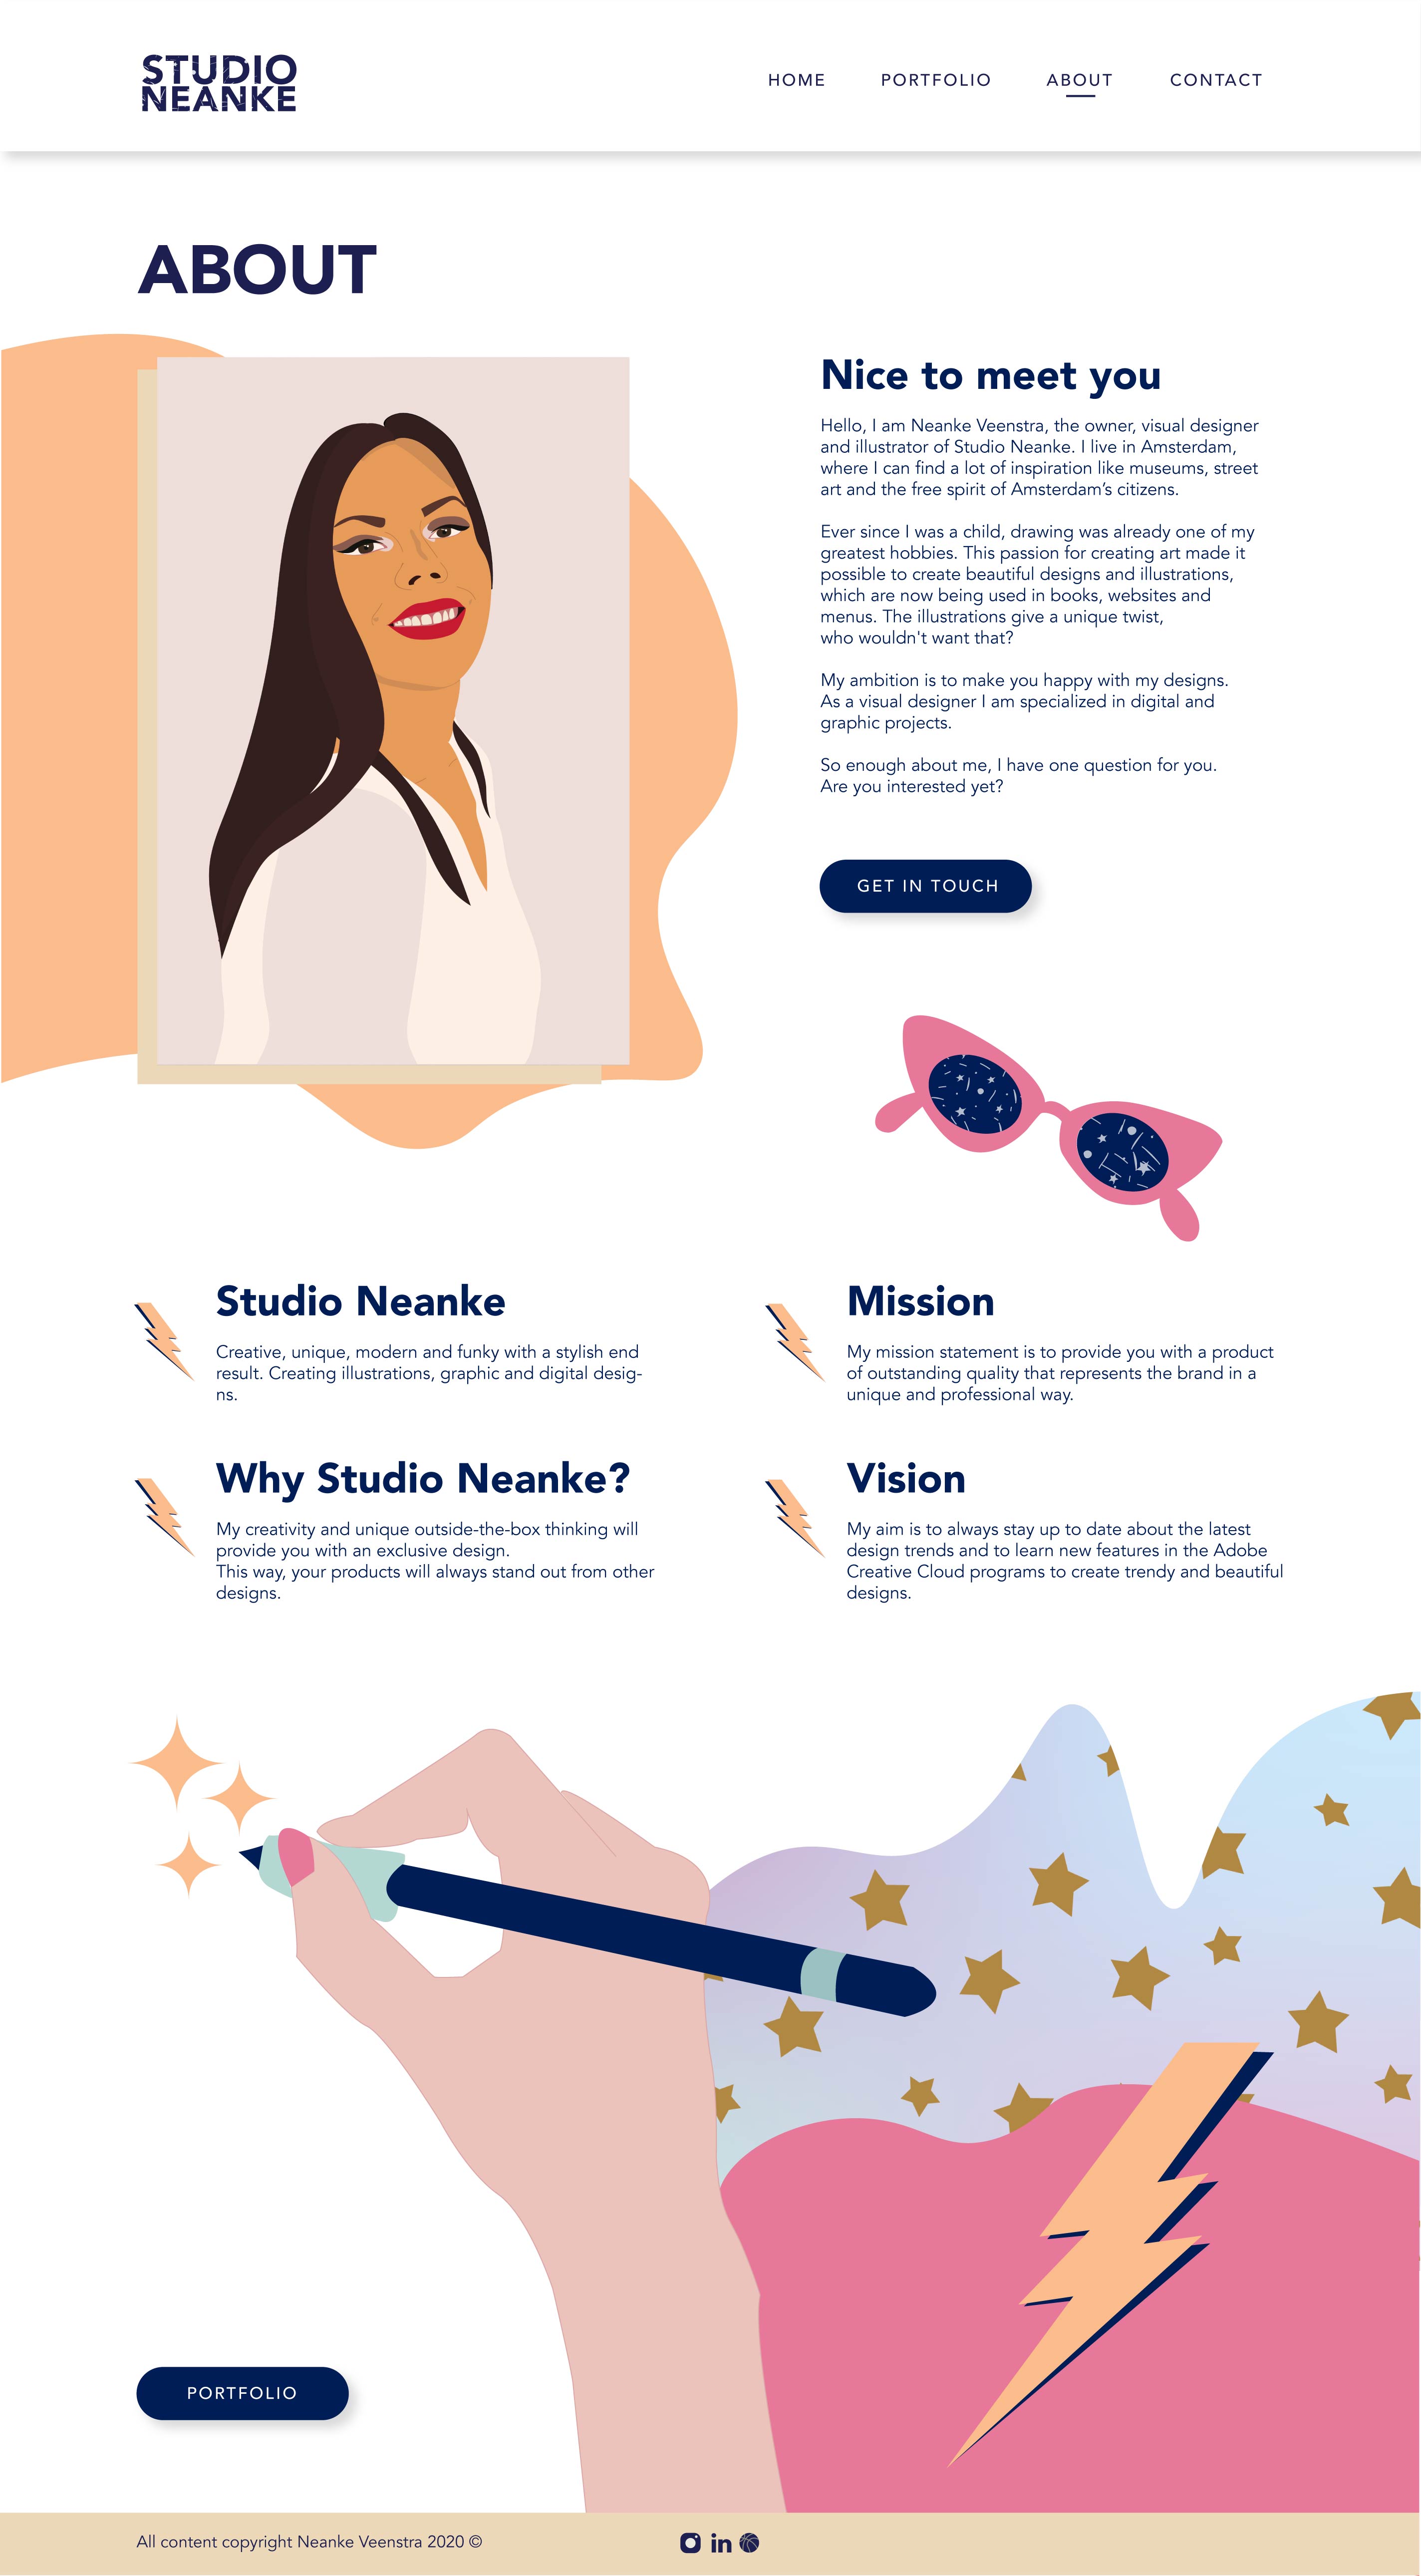 STUDIO
NEANKE
HOME PORTFOLIO ABOUT CONTACT
ABOUT
Nice to meet you
Hello, I am Neanke Veenstra, the owner, visual designer
and illustrator of Studio Neanke. I live in Amsterdam,
where I can find a lot of inspiration like museums, street
art and the free spirit of Amsterdam’s citizens.
Ever since I was a child, drawing was already one of my
greatest hobbies. This passion for creating art made it
possible to create beautiful designs and illustrations,
which are now being used in books, websites and
menus. The illustrations give a unique twist,
who wouldn't want that?
My ambition is to make you happy with my designs.
As a visual designer I am specialized in digital and
graphic projects.
So enough about me, I have one question for you.
Are you interested yet?
GET IN TOUCH
Studio Neanke
Creative, unique, modern and funky with a stylish end
result. Creating illustrations, graphic and digital desig-
ns.
Mission
My mission statement is to provide you with a product
of outstanding quality that represents the brand in a
unique and professional way.
Why Studio Neanke?
My creativity and unique outside-the-box thinking will
provide you with an exclusive design.
This way, your products will always stand out from other
designs.
Vision
My aim is to always stay up to date about the latest
design trends and to learn new features in the Adobe
Creative Cloud programs to create trendy and beautiful
designs.
PORTFOLIO
All content copyright Neanke Veenstra 2020 ©
in